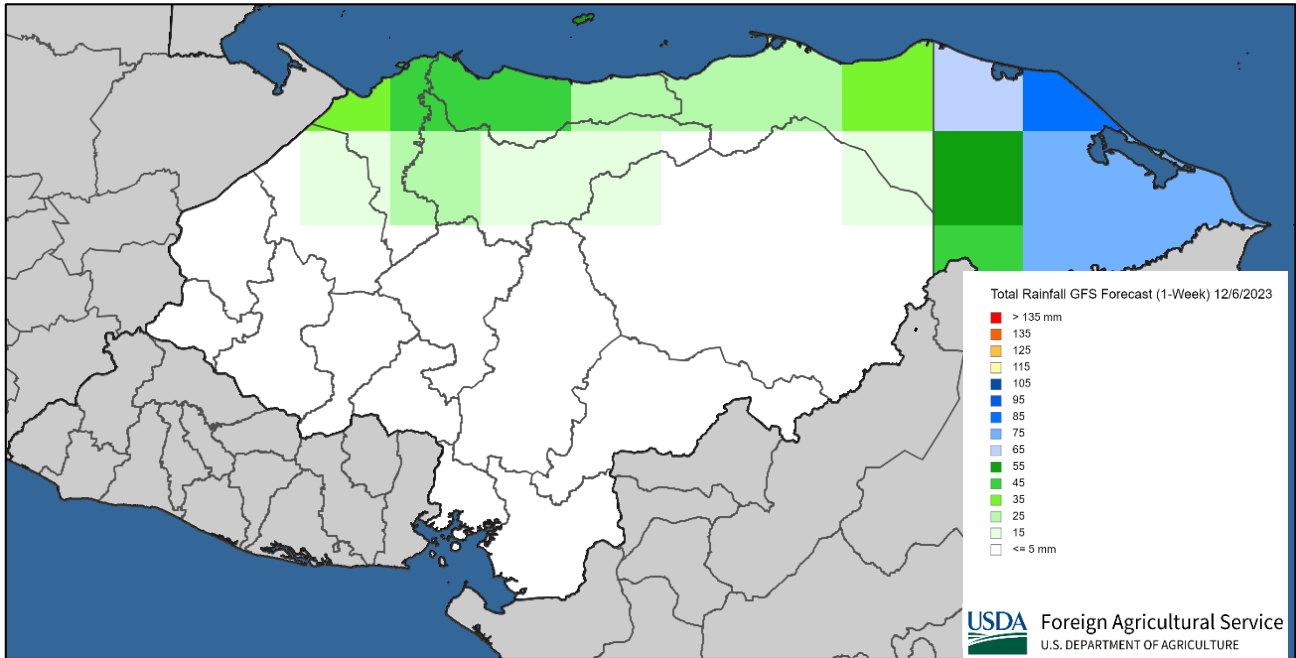 Total Rainfall GFS Forecast (1-Week) 12/6/2023
> 135 mm
135
125
115
105
95
85
75
65
55
45
35
25
15
<= 5 mm
USDA Foreign Agricultural Service
U.S. DEPARTMENT OF AGRICULTURE